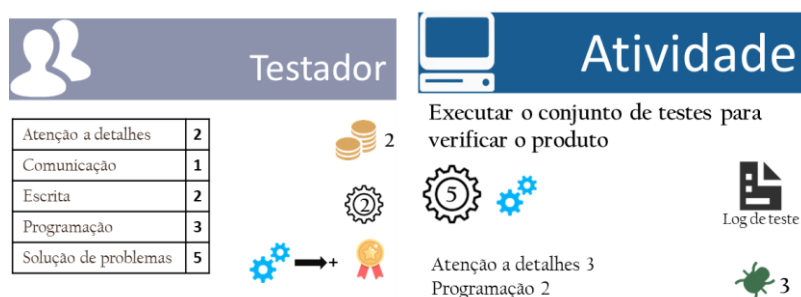 Testador
Atenção a detalhes 2
Comunicação 1
Escrita 2
Programação 3
Solução de problemas 5
2
2
+
Atividade
Executar o conjunto de testes para
verificar o produto
5
Log de teste
Atenção a detalhes 3
Programação 2
3